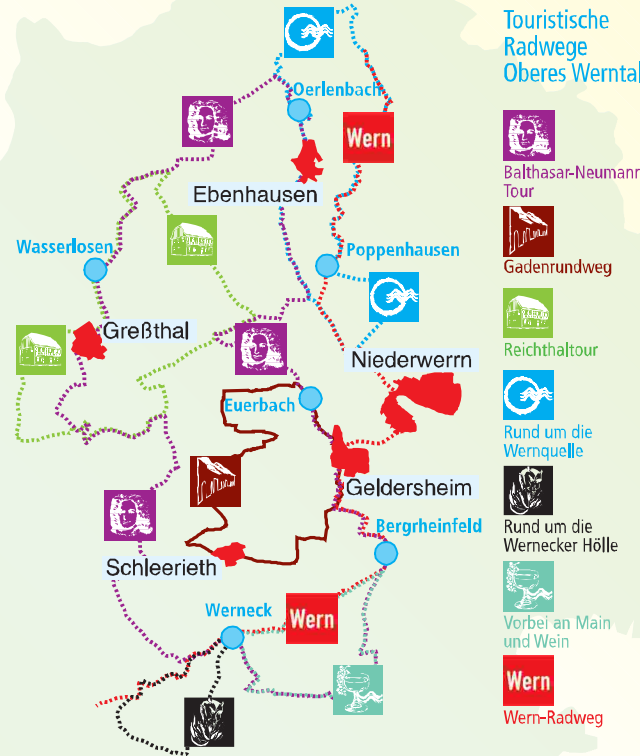 Touristische
Radwege
Oberes Werntal
Oerlenbach
Wern
Ebenhausen
Wasserlosen
Poppenhausen
Greßthal
Niederwerrn
Euerbach
Geldersheim
Bergrheinfeld
Schleerieth
Werneck
Wern
Balthasar-Neumann
Tour
Gadenrundweg
Reichthaltour
Rund um die
Wernquelle
Rund um die
Wernecker Hölle
Vorbei an Main
und Wein
Wern
Wern-Radweg